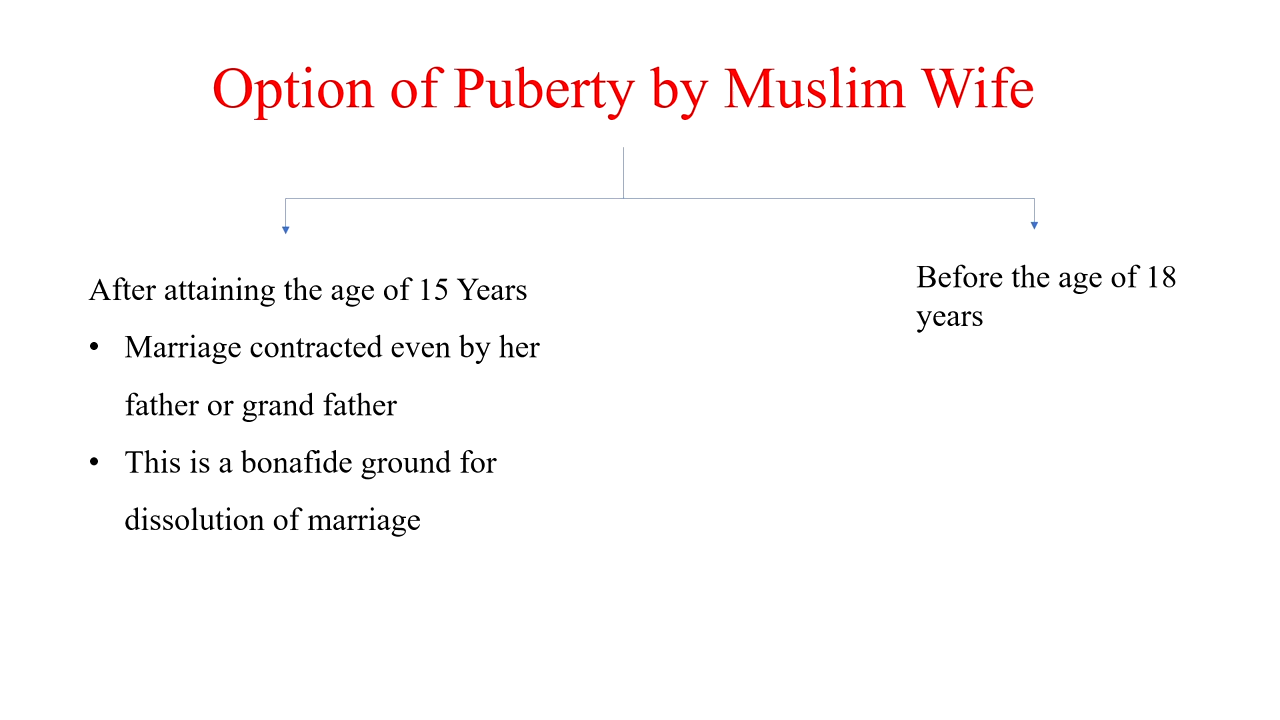 Option of Puberty by Muslim Wife
After attaining the age of 15 Years
• Marriage contracted even by her
father or grand father
• This is a bonafide ground for
dissolution of marriage
Before the age of 18
years